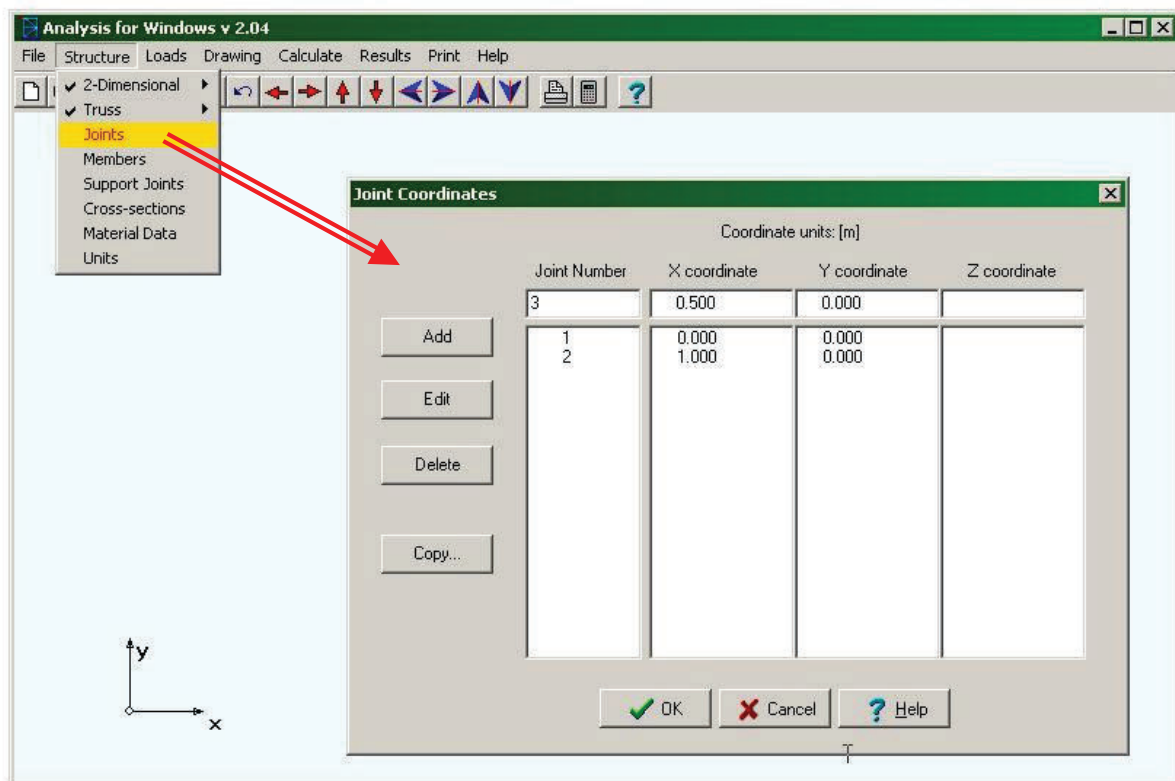 Analysis for Windows v 2.04
File Structure Loads Drawing Calculate Results Print Help
2-Dimensional
Truss
Joints
Members
Support Joints
Cross-sections
Material Data
Units
Joint Coordinates
Coordinate units: [m]
Joint Number X coordinate Y coordinate Z coordinate
3 0.500 0.000
1 0.000 0.000
2 1.000 0.000
Add
Edit
Delete
Copy...
OK Cancel Help
y
x